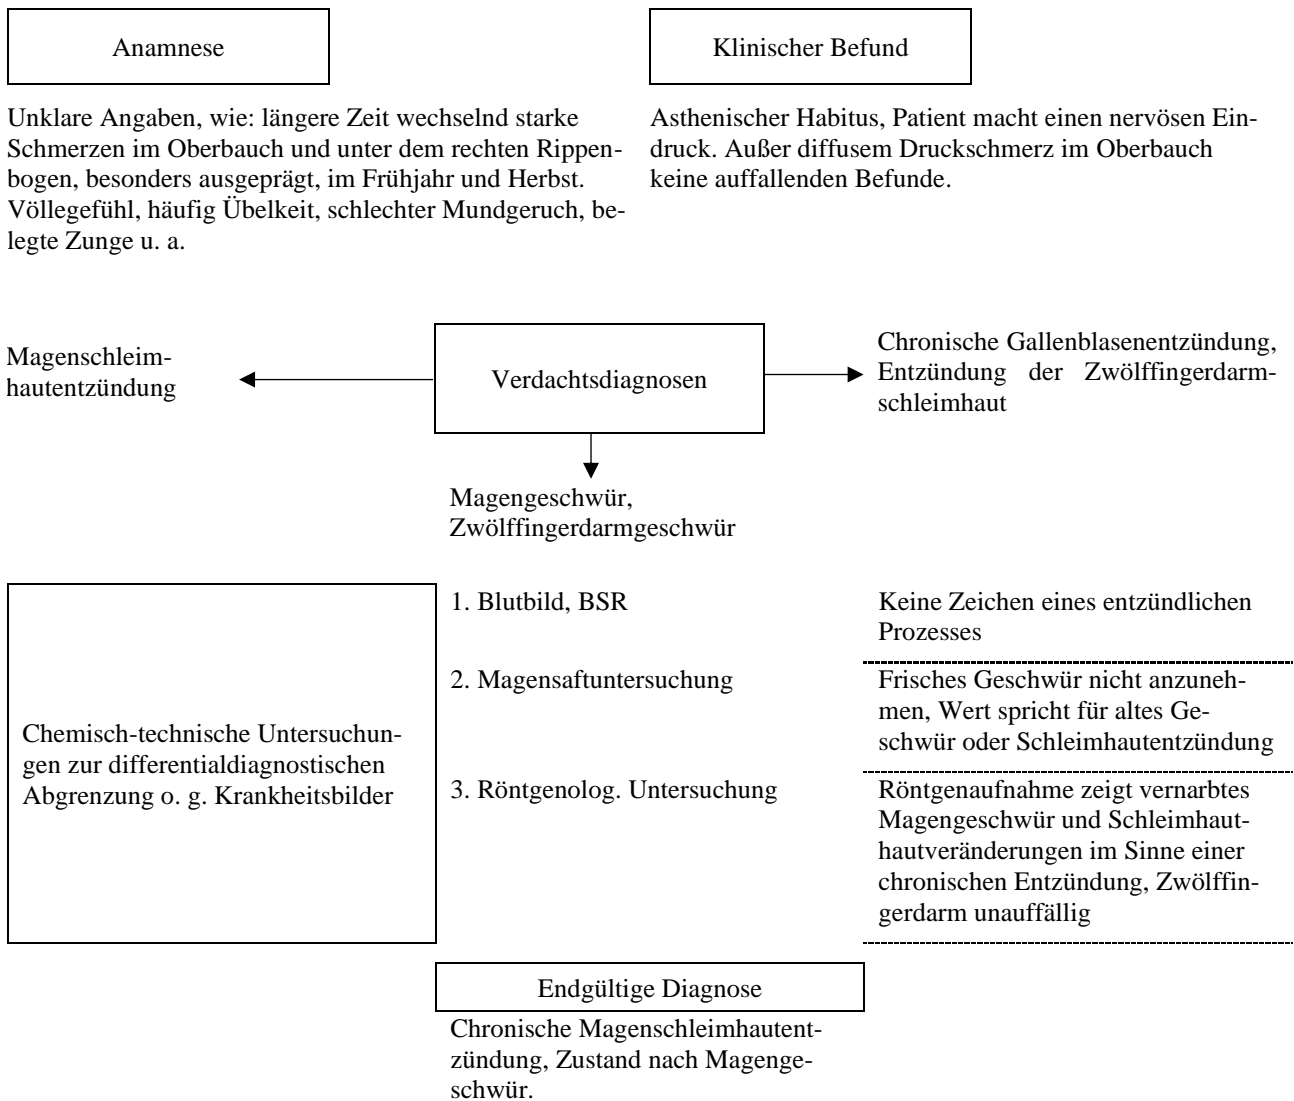 Anamnese
Klinischer Befund
Unklare Angaben, wie: längere Zeit wechselnd starke
Schmerzen im Oberbauch und unter dem rechten Rippen-
bogen, besonders ausgeprägt, im Frühjahr und Herbst.
Völlegefühl, häufig Übelkeit, schlechter Mundgeruch, be-
legte Zunge u. a.
Asthenischer Habitus, Patient macht einen nervösen Ein-
druck. Außer diffusem Druckschmerz im Oberbauch
keine auffallenden Befunde.
Magenschleim-
hautentzündung
Verdachtsdiagnosen
Chronische Gallenblasenentzündung,
Entzündung der Zwölffingerdarm-
schleimhaut
Magengeschwür,
Zwölffingerdarmgeschwür
Chemisch-technische Untersuchun-
gen zur differentialdiagnostischen
Abgrenzung o. g. Krankheitsbilder
1. Blutbild, BSR
Keine Zeichen eines entzündlichen
Prozesses
2. Magensaftuntersuchung
Frisches Geschwür nicht anzuneh-
men, Wert spricht für altes Ge-
schwür oder Schleimhautentzündung
3. Röntgenolog. Untersuchung
Röntgenaufnahme zeigt vernarbtes
Magengeschwür und Schleimhaut-
hautveränderungen im Sinne einer
chronischen Entzündung, Zwölffin-
gerdarm unauffällig
Endgültige Diagnose
Chronische Magenschleimhautent-
zündung, Zustand nach Magenge-
schwür.